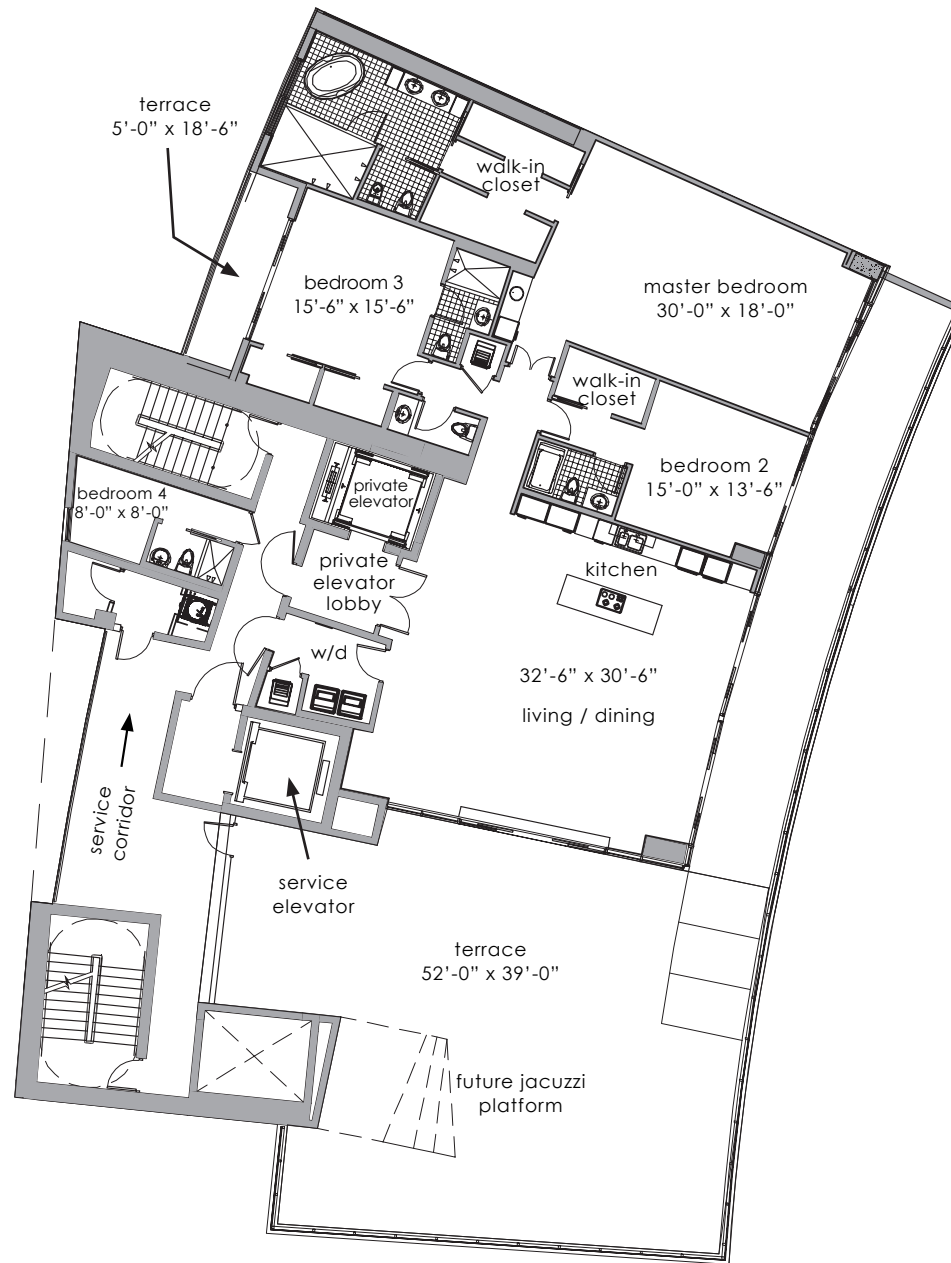 terrace
5’-0” x 18’-6”
walk-in
closet
bedroom 3
15’-6” x 15’-6”
master bedroom
30’-0” x 18’-0”
walk-in
closet
bedroom 2
15’-0” x 13’-6”
private
elevator
bedroom 4
8’-0” x 8’-0”
private
elevator
lobby
kitchen
w/d
32’-6” x 30’-6”
living / dining
service
corridor
service
elevator
terrace
52’-0” x 39’-0”
future jacuzzi
platform